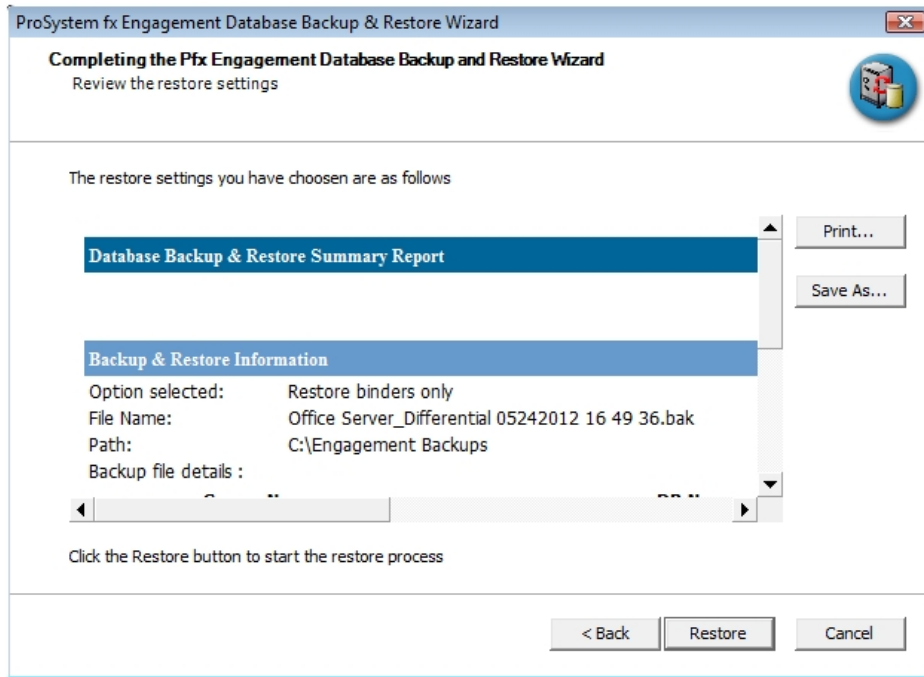 ProSystem fx Engagement Database Backup & Restore Wizard
Completing the Pfx Engagement Database Backup and Restore Wizard
Review the restore settings
The restore settings you have choosen are as follows
Print...
Save As...
Database Backup & Restore Summary Report
Backup & Restore Information
Option selected: Restore binders only
File Name: Office Server_Differential 05242012 16 49 36.bak
Path: C:\Engagement Backups
Backup file details :
Click the Restore button to start the restore process
< Back Restore Cancel